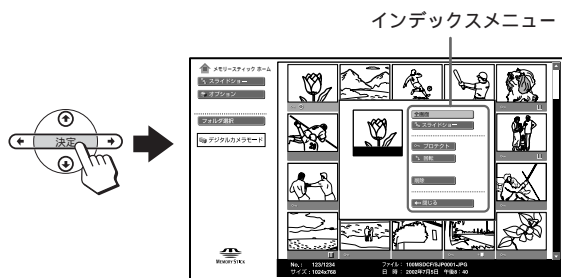 インデックスメニュー
メモリースティック ホーム
スライドショー
オプション
フォルダ選択
デジタルカメラモード
決定
全画面
スライドショー
プロテクト
回転
削除
閉じる
MEMORY STICK
No.: 123/1234
サイズ：1024x768
ファイル：100MSDCF/SJP0001.JPG
日 時：2002年7月5日 午後8：40